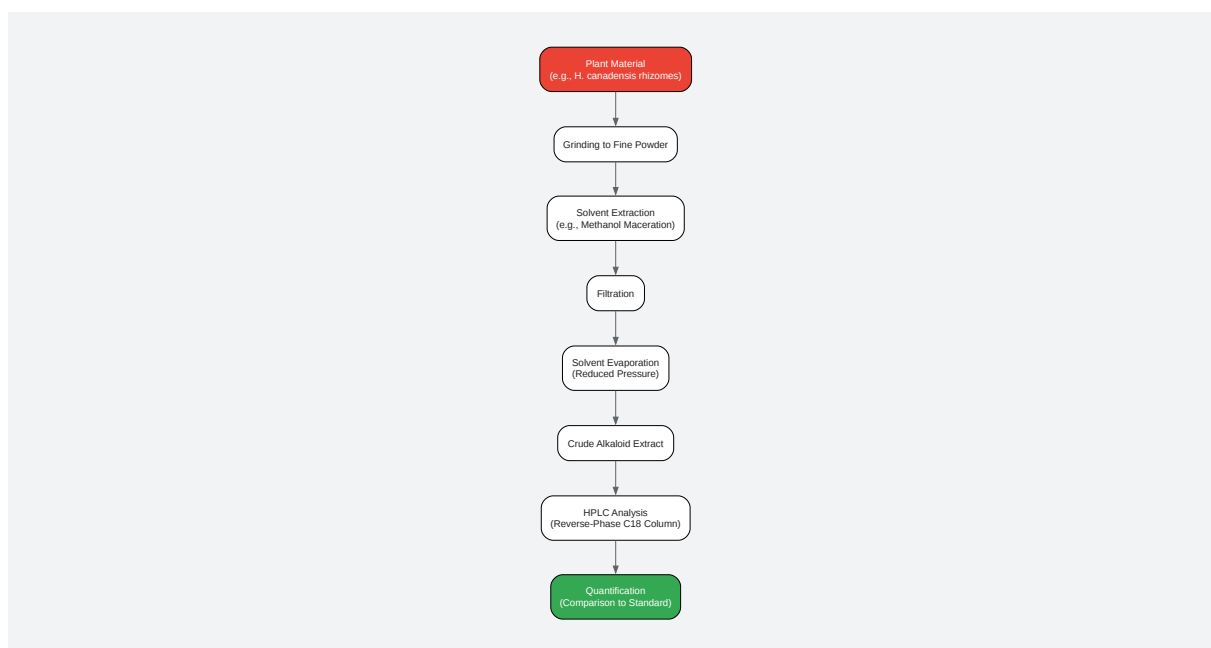 Plant Material
(e.g., H. canadensis rhizomes)
Grinding to Fine Powder
Solvent Extraction
(e.g., Methanol Maceration)
Filtration
Solvent Evaporation
(Reduced Pressure)
Crude Alkaloid Extract
HPLC Analysis
(Reverse-Phase C18 Column)
Quantification
(Comparison to Standard)